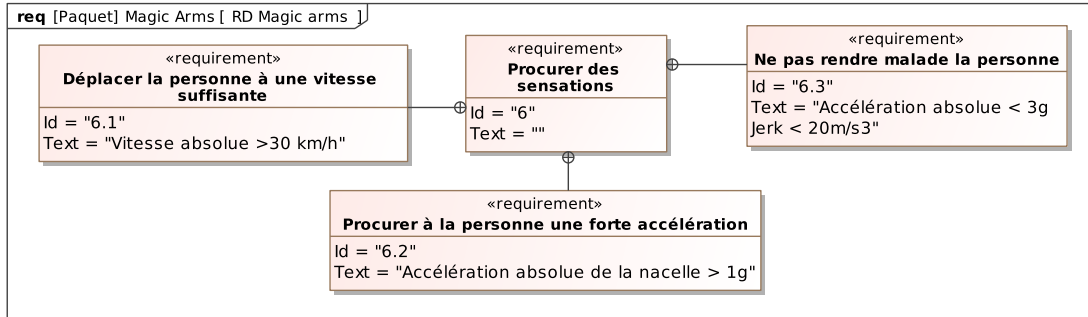 req [Paquet] Magic Arms [ RD Magic arms ]
«requirement»
Déplacer la personne à une vitesse
suffisante
Id = "6.1"
Text = "Vitesse absolue >30 km/h"
«requirement»
Procurer des
sensations
Id = "6"
Text = ""
«requirement»
Ne pas rendre malade la personne
Id = "6.3"
Text = "Accélération absolue < 3g
Jerk < 20m/s3"
«requirement»
Procurer à la personne une forte accélération
Id = "6.2"
Text = "Accélération absolue de la nacelle > 1g"